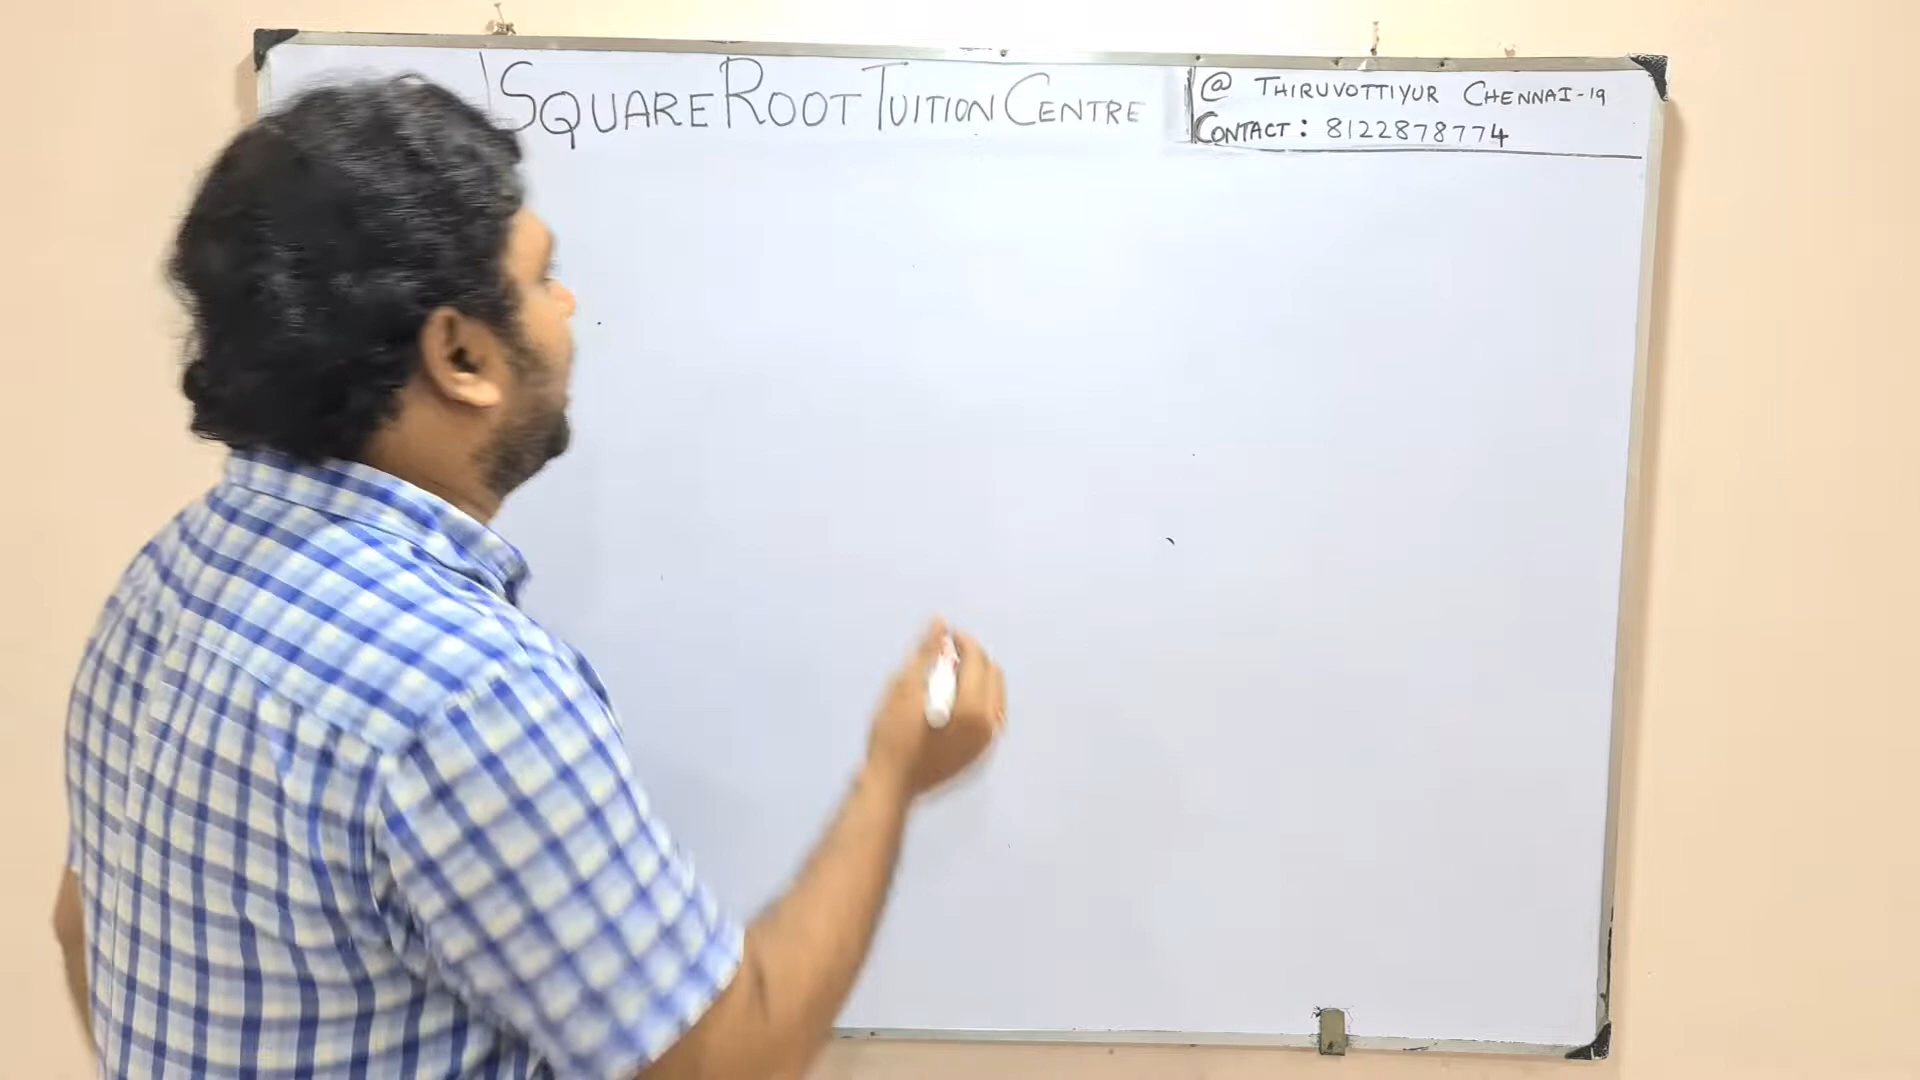 SQUARE ROOT TUITION CENTRE
@ THIRUVOTTIYUR CHENNAI-19
CONTACT: 8122878774